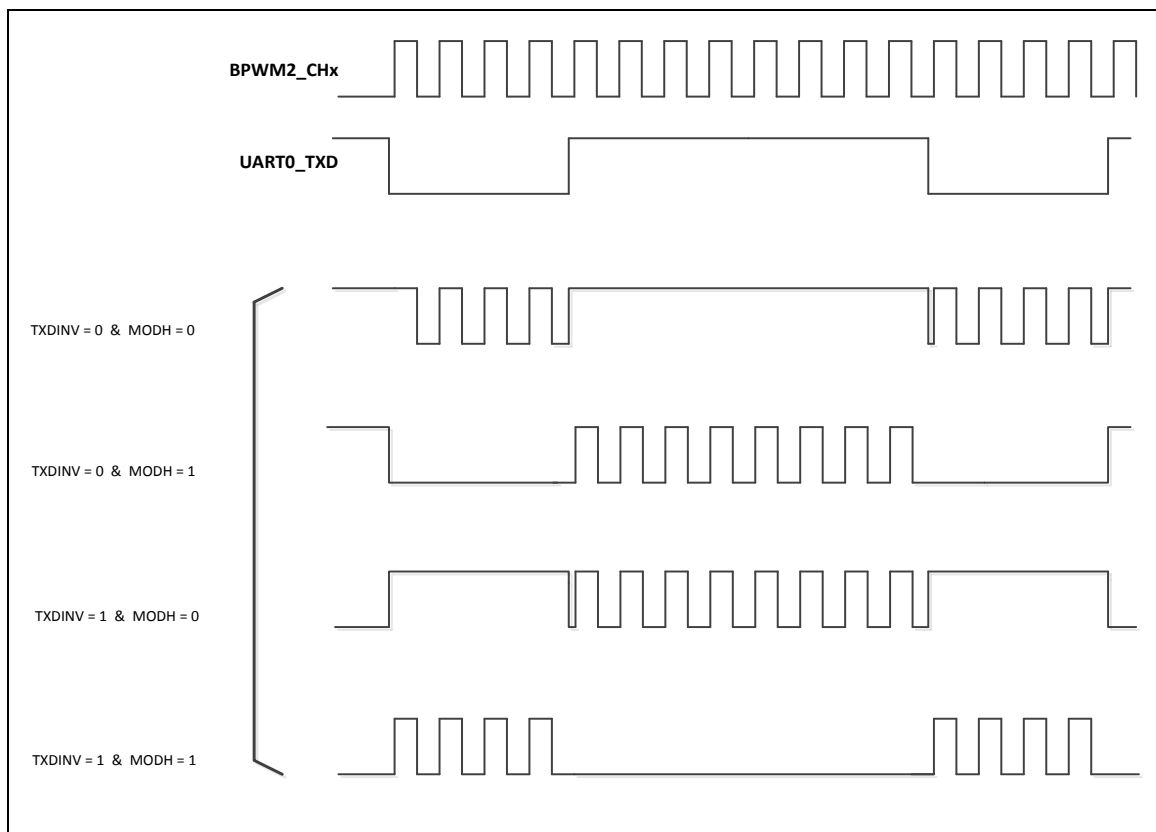 BPWM2_CHx
UART0_TXD
TXDINV = 0 & MODH = 0
TXDINV = 0 & MODH = 1
TXDINV = 1 & MODH = 0
TXDINV = 1 & MODH = 1